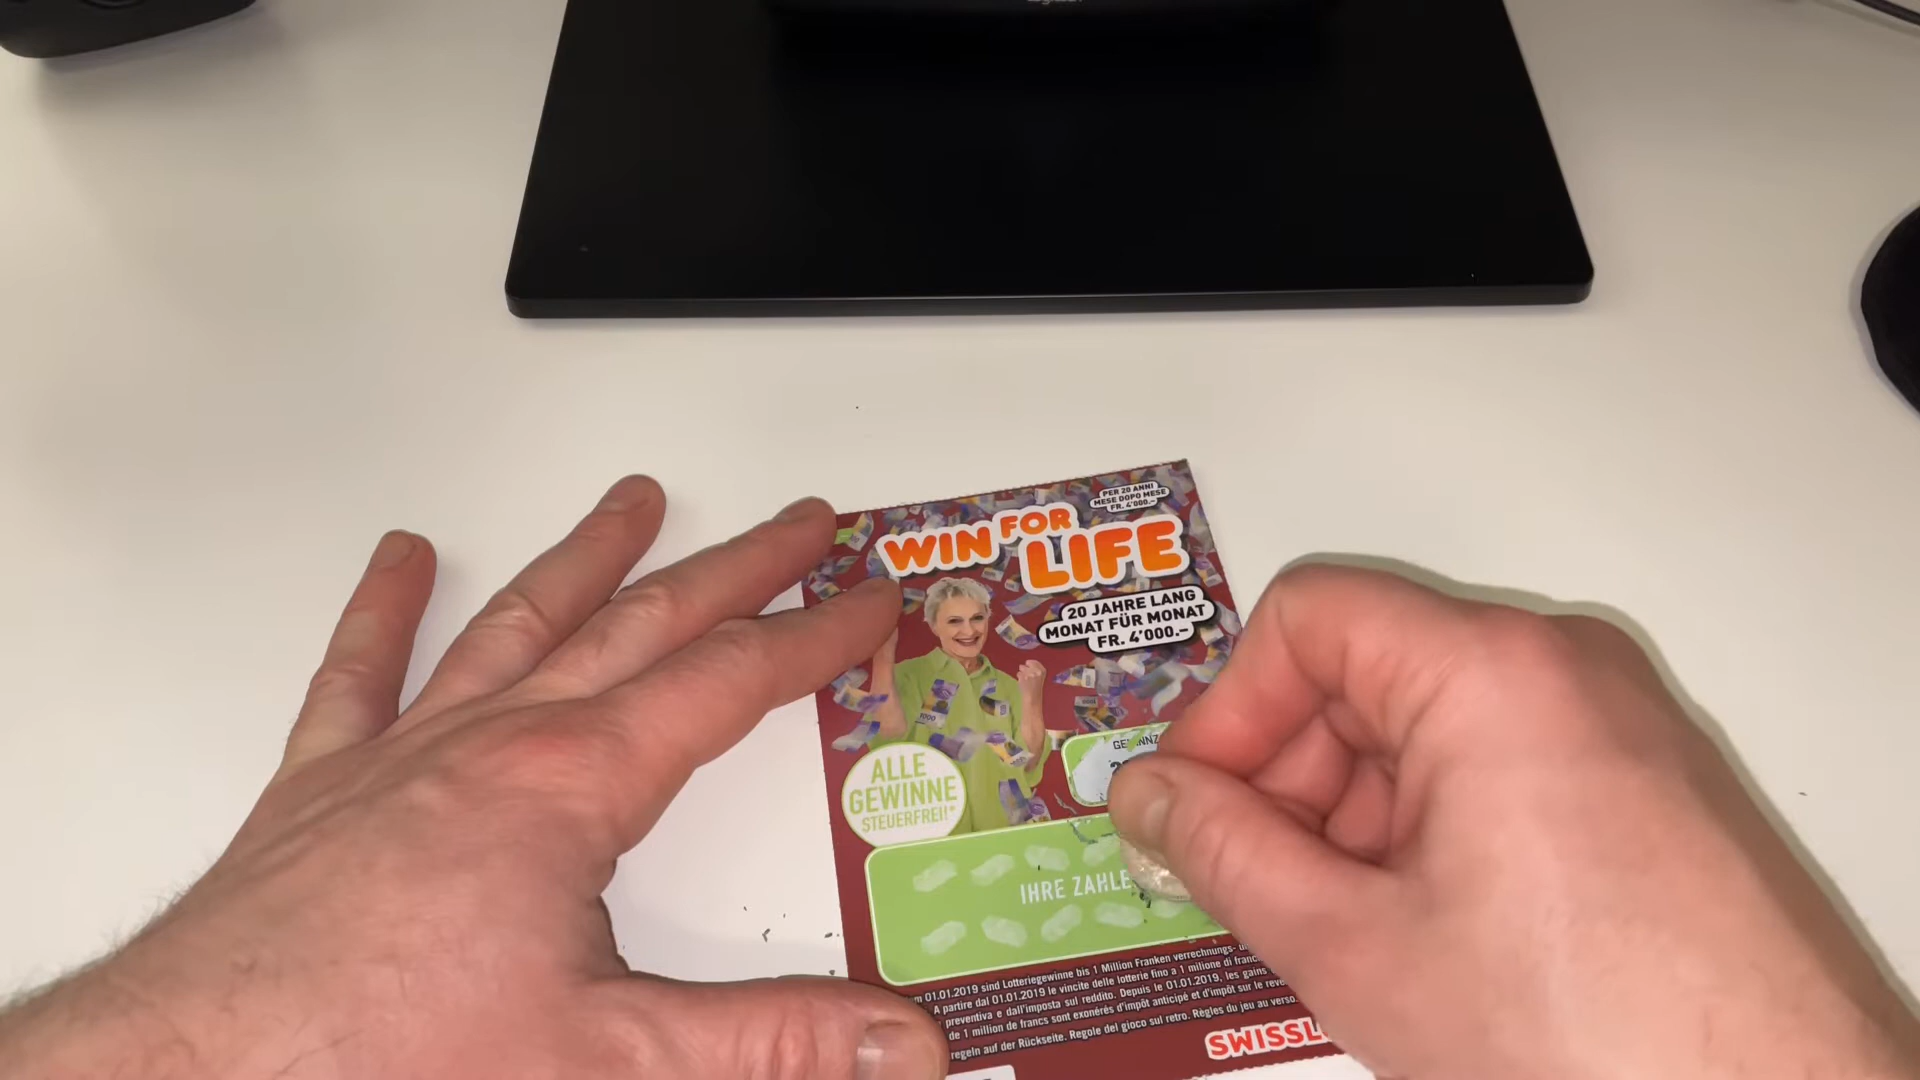 PER 20 ANNI
MESE DOPO MESE
FR. 4'000.–
WIN FOR
LIFE
20 JAHRE LANG
MONAT FÜR MONAT
FR. 4'000.–
ALLE
GEWINNE
STEUERFREI!*
IHRE
01.01.2019 sind Lotteriegewinne bis 1 Million Franken verrechnungs-
A partire dal 01.01.2019 le vincite delle lotterie fino a 1 milione di
preventiva e dall'imposta sul reddito. Depuis le 01.01.2019, les gains
de 1 million de francs sont exonérés d'impôt anticipé et d'impôt sur le
regeln auf der Rückseite. Regole del gioco sul retro. Règles du jeu au verso.